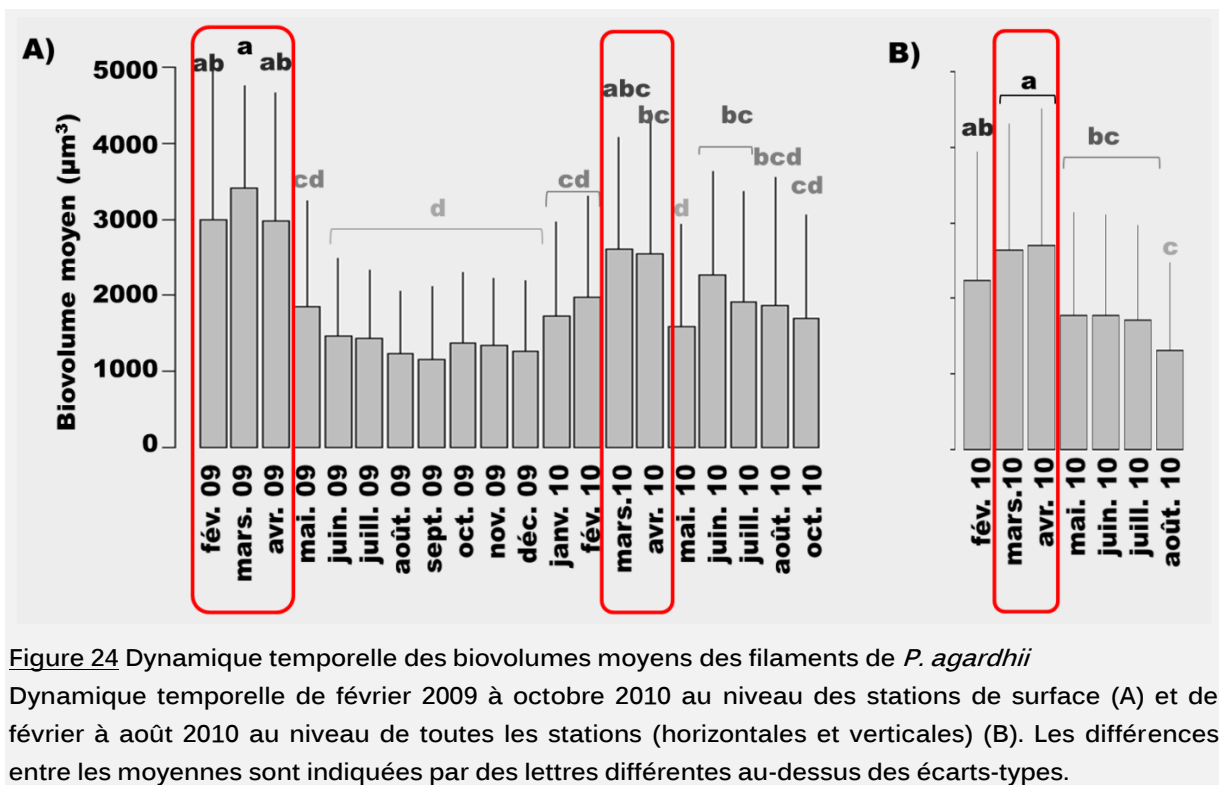 A)
ab
a
ab
cd
d
cd
abc
bc
d
bc
bcd
cd
Biovolume moyen (µm³)
5000
4000
3000
2000
1000
0
fév. 09
mars. 09
avr. 09
mai. 09
juin. 09
juill. 09
août. 09
sept. 09
oct. 09
nov. 09
déc. 09
janv. 10
fév. 10
mars.10
avr. 10
mai. 10
juin. 10
juill. 10
août. 10
oct. 10
B)
ab
a
bc
c
fév. 10
mars. 10
avr. 10
mai. 10
juin. 10
juill. 10
août. 10
Figure 24 Dynamique temporelle des biovolumes moyens des filaments de P. agardhii
Dynamique temporelle de février 2009 à octobre 2010 au niveau des stations de surface (A) et de
février à août 2010 au niveau de toutes les stations (horizontales et verticales) (B). Les différences
entre les moyennes sont indiquées par des lettres différentes au-dessus des écarts-types.